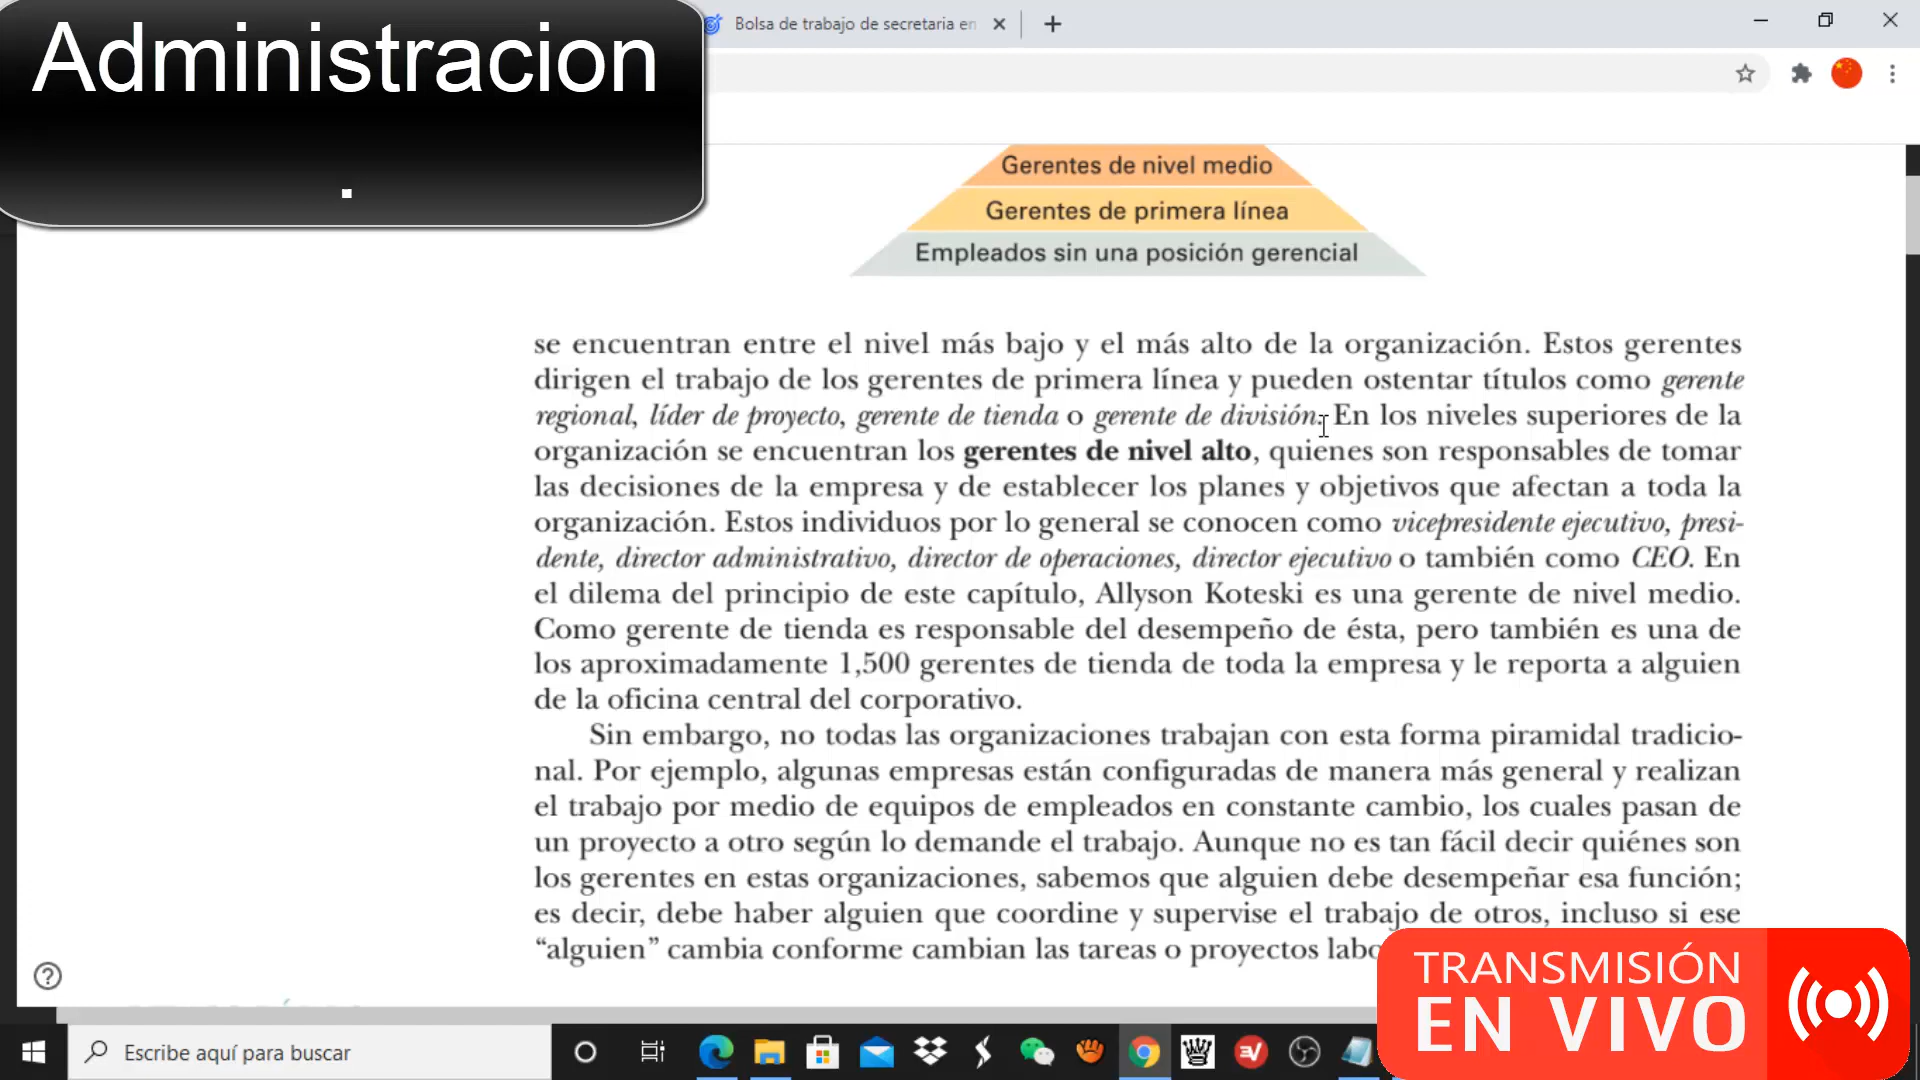 Administracion
.
Bolsa de trabajo de secretaria en
Gerentes de nivel medio
Gerentes de primera línea
Empleados sin una posición gerencial
se encuentran entre el nivel más bajo y el más alto de la organización. Estos gerentes
dirigen el trabajo de los gerentes de primera línea y pueden ostentar títulos como gerente
regional, líder de proyecto, gerente de tienda o gerente de división. En los niveles superiores de la
organización se encuentran los gerentes de nivel alto, quienes son responsables de tomar
las decisiones de la empresa y de establecer los planes y objetivos que afectan a toda la
organización. Estos individuos por lo general se conocen como vicepresidente ejecutivo, presi-
dente, director administrativo, director de operaciones, director ejecutivo o también como CEO. En
el dilema del principio de este capítulo, Allyson Koteski es una gerente de nivel medio.
Como gerente de tienda es responsable del desempeño de ésta, pero también es una de
los aproximadamente 1,500 gerentes de tienda de toda la empresa y le reporta a alguien
de la oficina central del corporativo.
Sin embargo, no todas las organizaciones trabajan con esta forma piramidal tradicio-
nal. Por ejemplo, algunas empresas están configuradas de manera más general y realizan
el trabajo por medio de equipos de empleados en constante cambio, los cuales pasan de
un proyecto a otro según lo demande el trabajo. Aunque no es tan fácil decir quiénes son
los gerentes en estas organizaciones, sabemos que alguien debe desempeñar esa función;
es decir, debe haber alguien que coordine y supervise el trabajo de otros, incluso si ese
“alguien” cambia conforme cambian las tareas o proyectos labo
TRANSMISIÓN
EN VIVO
Escribe aquí para buscar